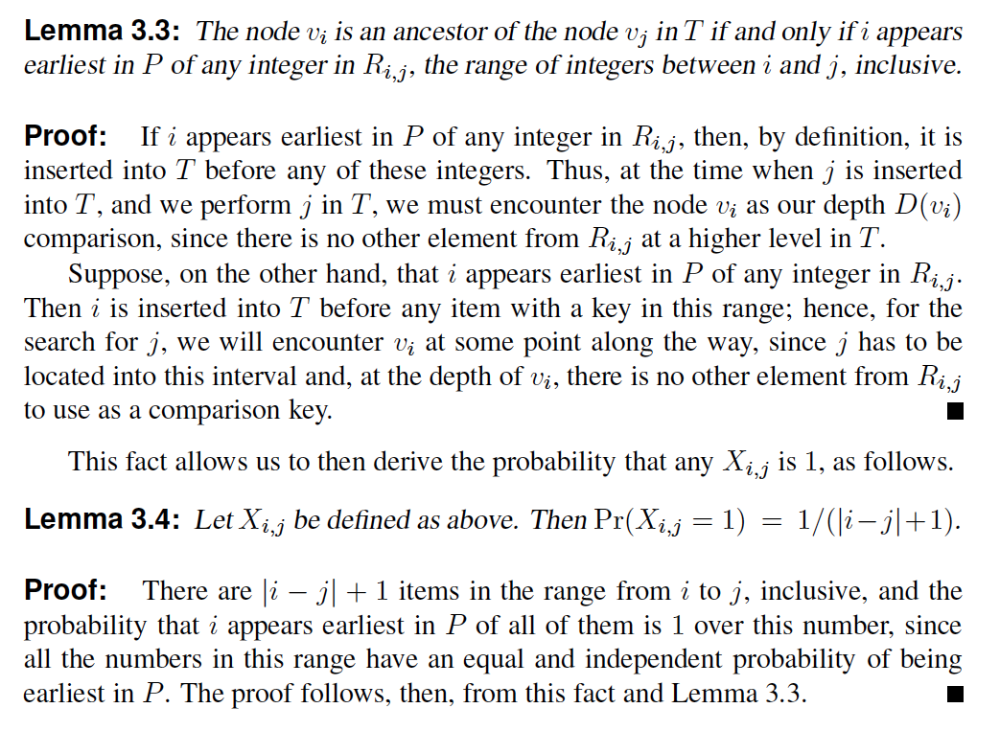 Lemma 3.3: The node v_i is an ancestor of the node v_j in T if and only if i appears
earliest in P of any integer in R_{i,j}, the range of integers between i and j, inclusive.
Proof: If i appears earliest in P of any integer in R_{i,j}, then, by definition, it is
inserted into T before any of these integers. Thus, at the time when j is inserted
into T, and we perform j in T, we must encounter the node v_i as our depth D(v_i)
comparison, since there is no other element from R_{i,j} at a higher level in T.
Suppose, on the other hand, that i appears earliest in P of any integer in R_{i,j}.
Then i is inserted into T before any item with a key in this range; hence, for the
search for j, we will encounter v_i at some point along the way, since j has to be
located into this interval and, at the depth of v_i, there is no other element from R_{i,j}
to use as a comparison key. ■
This fact allows us to then derive the probability that any X_{i,j} is 1, as follows.
Lemma 3.4: Let X_{i,j} be defined as above. Then Pr(X_{i,j} = 1) = 1/(|i−j|+1).
Proof: There are |i − j| + 1 items in the range from i to j, inclusive, and the
probability that i appears earliest in P of all of them is 1 over this number, since
all the numbers in this range have an equal and independent probability of being
earliest in P. The proof follows, then, from this fact and Lemma 3.3. ■